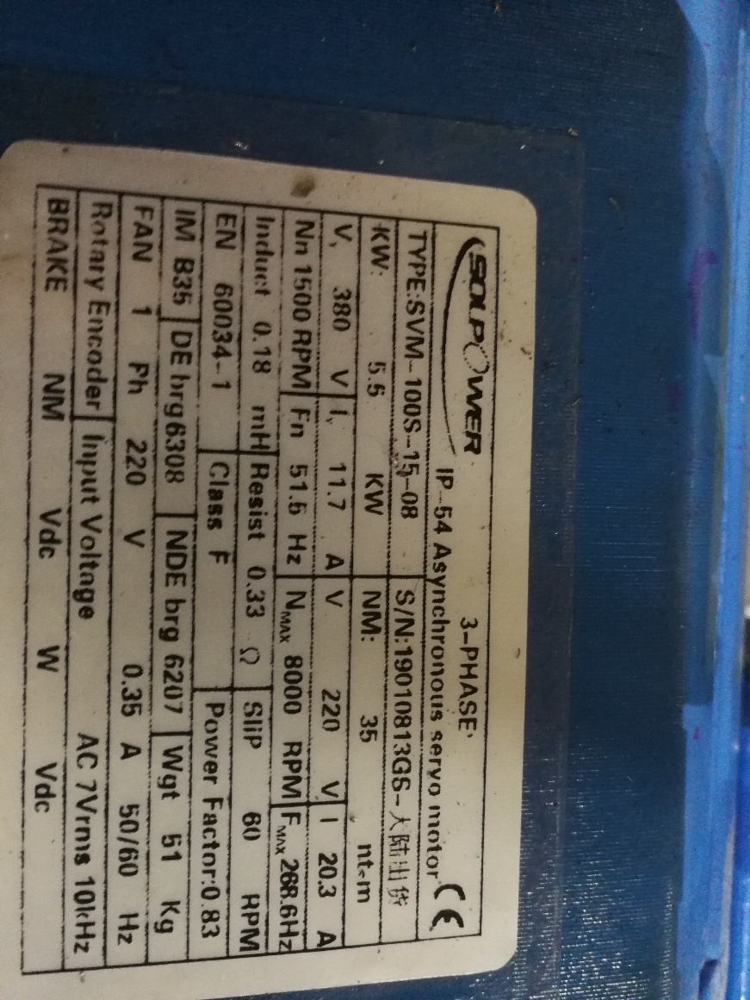 SOLPOWER 3-PHASE
IP-54 Asynchronous servo motor CE
TYPE:SVM-100S-15-08 S/N:19010813GS-大陆出货
KW: 5.5 KW NM: 35 nt-m
V, 380 V I, 11.7 A V 220 V I 20.3 A
Nn 1500 RPM Fn 51.5 Hz NMAX 8000 RPM FMAX 268.6Hz
Induct 0.18 mH Resist 0.33 Ω SliP 60 RPM
EN 60034-1 Class F Power Factor:0.83
IM B35 DE brg6308 NDE brg 6207 Wgt 51 Kg
FAN 1 Ph 220 V 0.35 A 50/60 Hz
Rotary Encoder Input Voltage AC 7Vrms 10kHz
BRAKE NM Vdc W Vdc